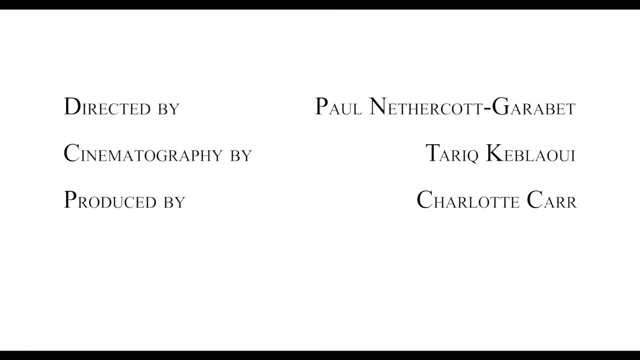 Directed by Paul Nethercott-Garabet
Cinematography by Tariq Keblaoui
Produced by Charlotte Carr